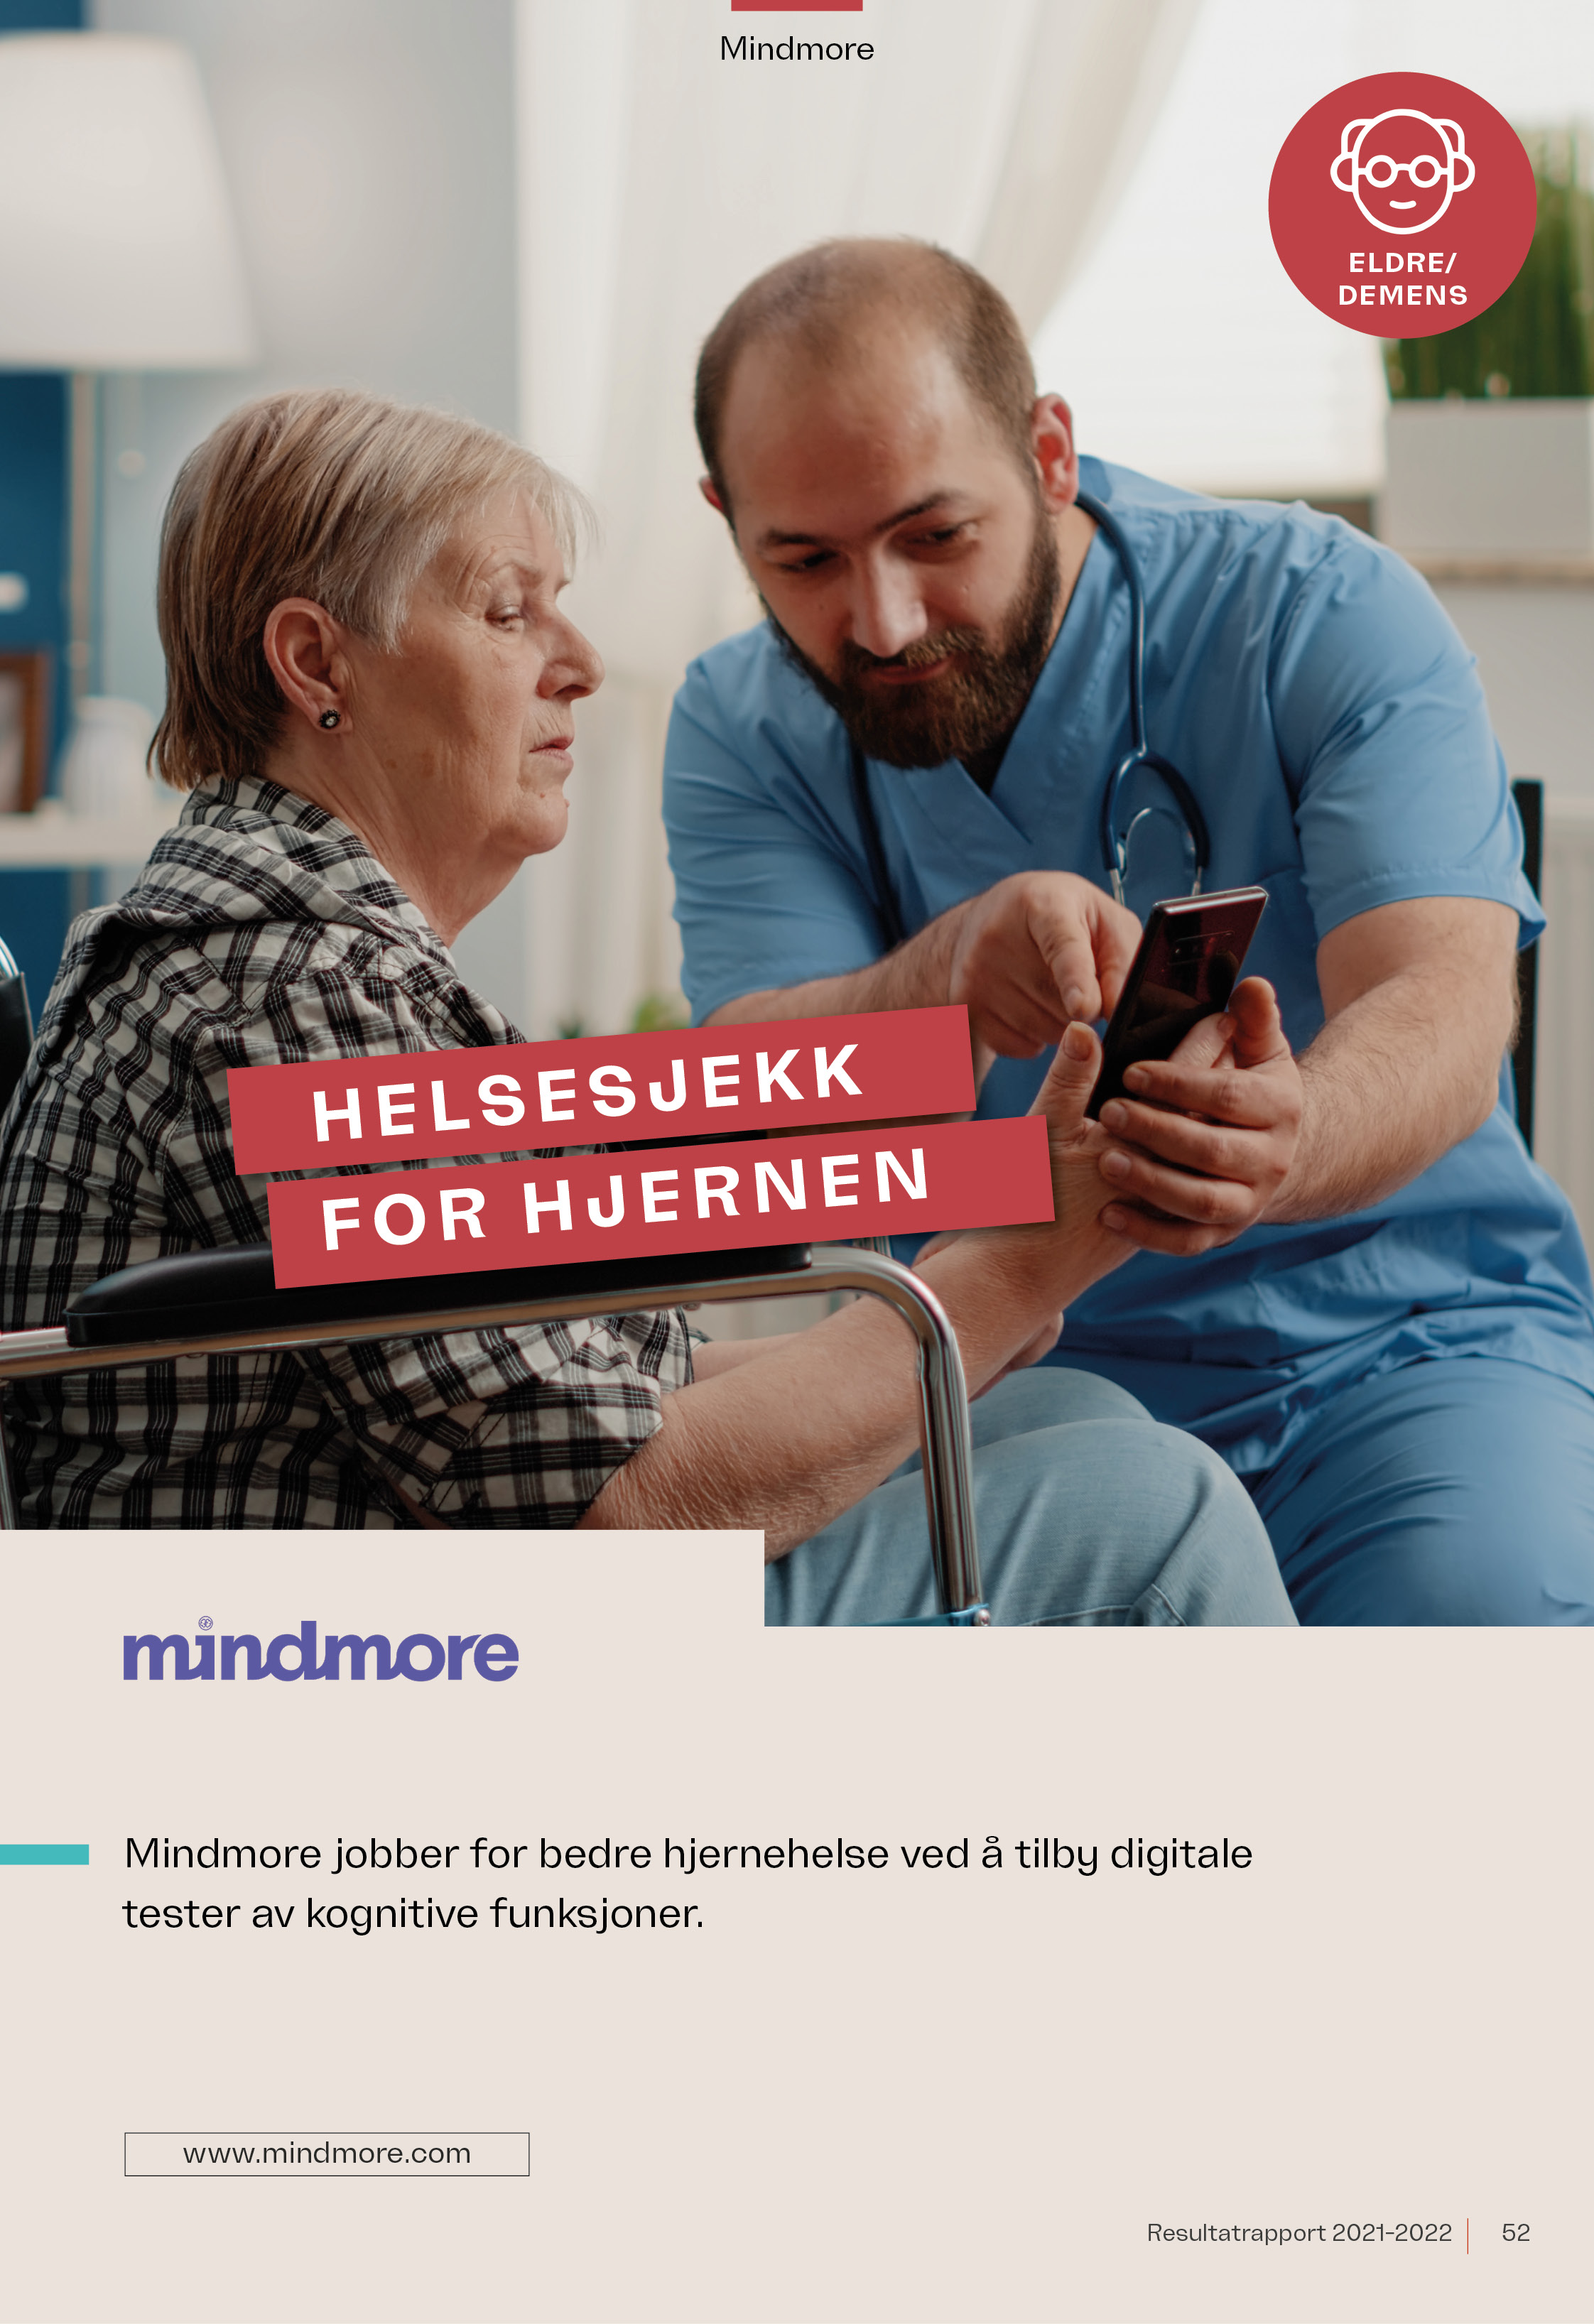 Mindmore
ELDRE/
DEMENS
HELSESJEKK
FOR HJERNEN
mindmore
Mindmore jobber for bedre hjernehelse ved å tilby digitale
tester av kognitive funksjoner.
www.mindmore.com
Resultatrapport 2021-2022 | 52